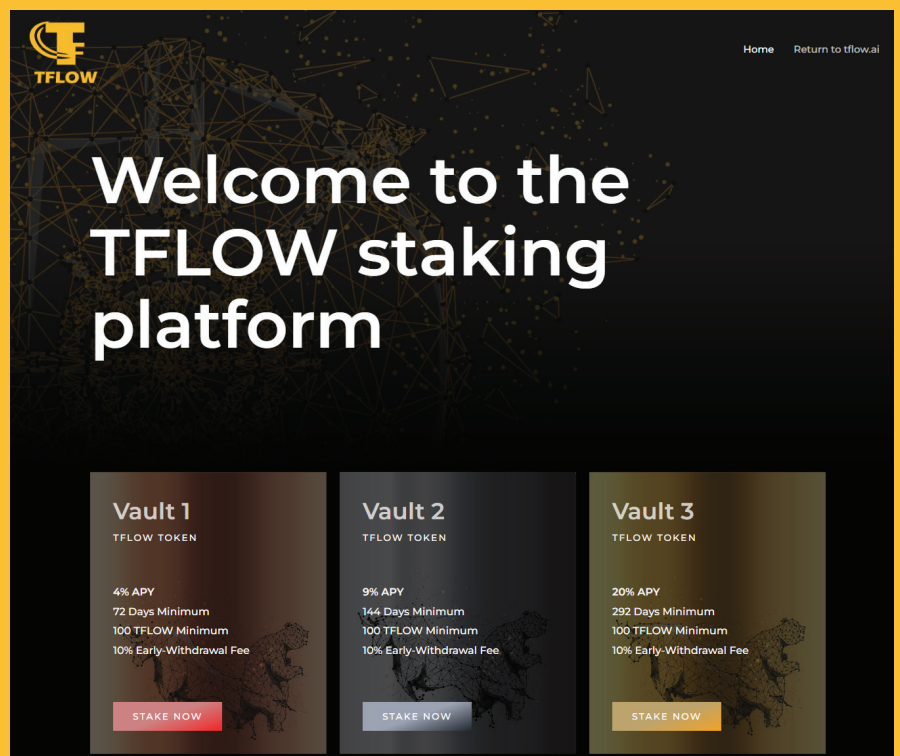 TFLOW
Home
Return to tflow.ai
Welcome to the
TFLOW staking
platform
Vault 1
TFLOW TOKEN
4% APY
72 Days Minimum
100 TFLOW Minimum
10% Early-Withdrawal Fee
STAKE NOW
Vault 2
TFLOW TOKEN
9% APY
144 Days Minimum
100 TFLOW Minimum
10% Early-Withdrawal Fee
STAKE NOW
Vault 3
TFLOW TOKEN
20% APY
292 Days Minimum
100 TFLOW Minimum
10% Early-Withdrawal Fee
STAKE NOW